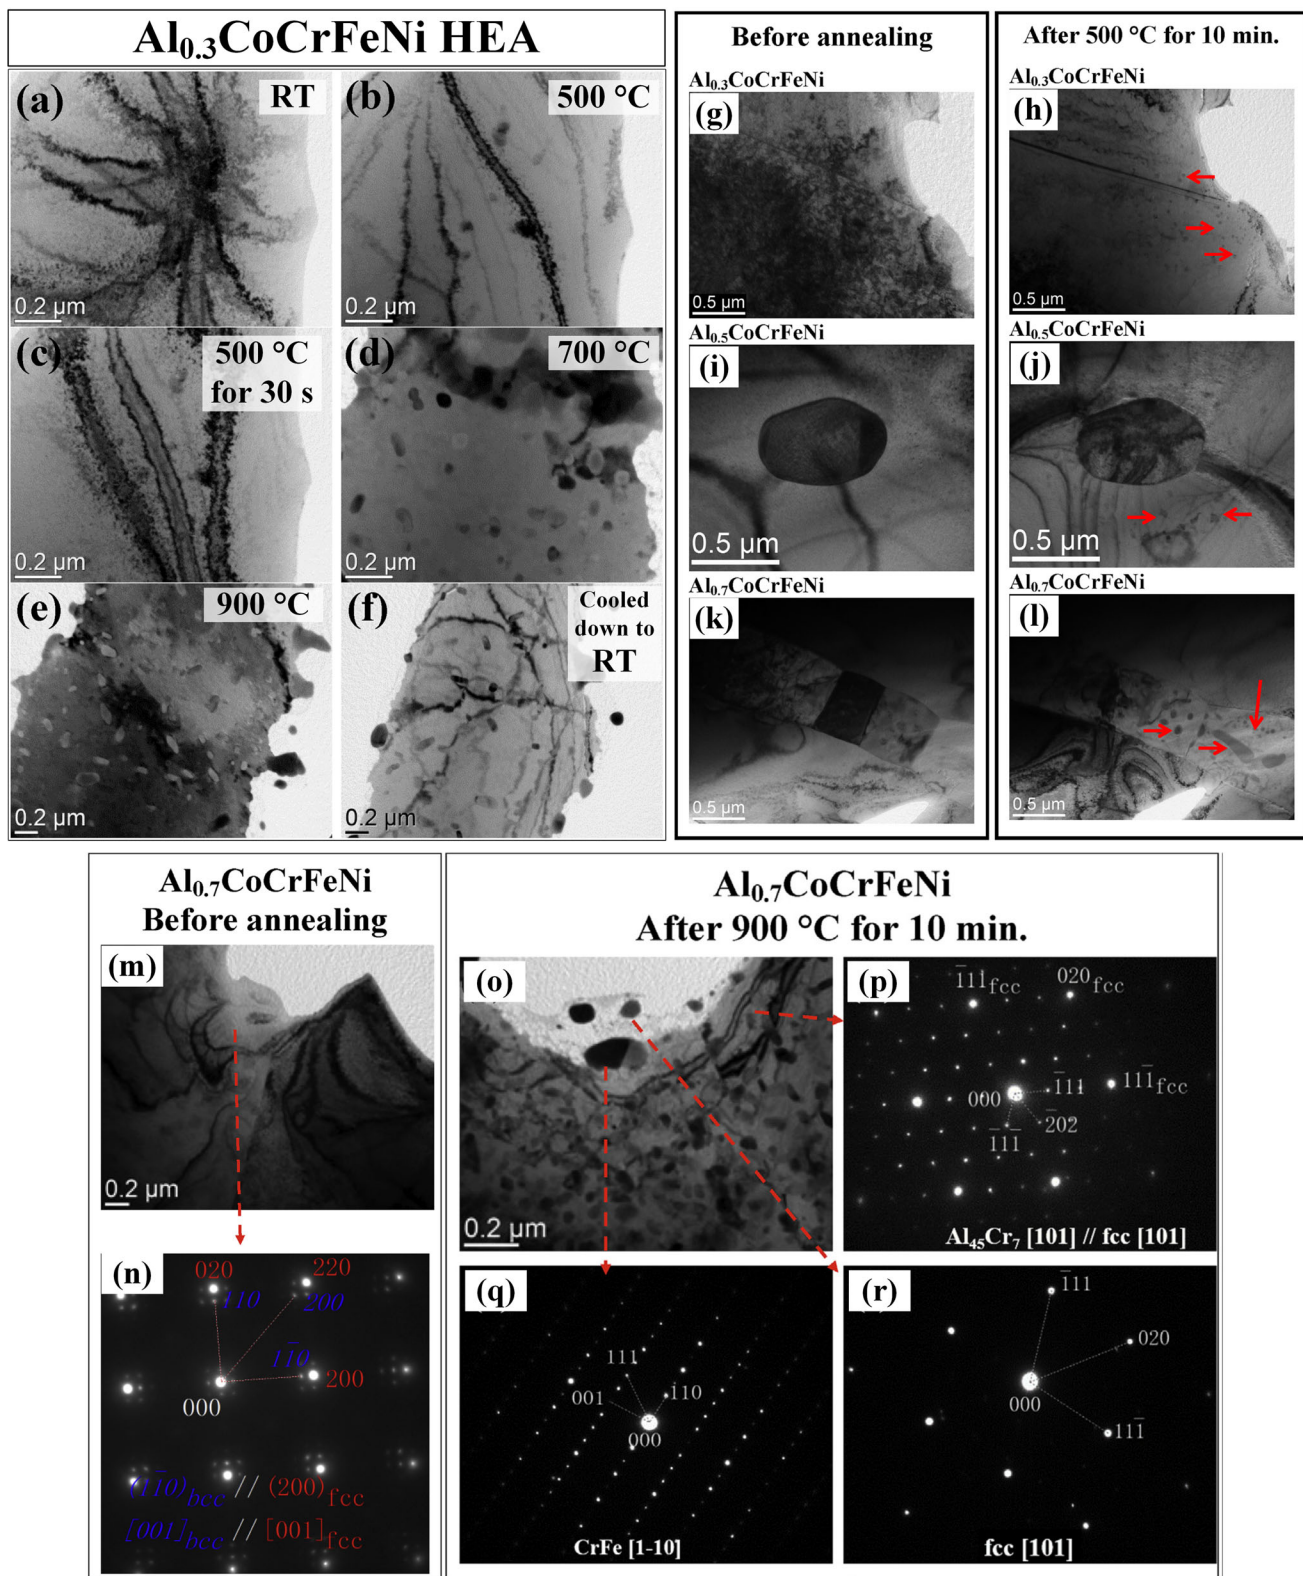 Al0.3CoCrFeNi HEA
(a) RT
0.2 µm
(b) 500 °C
0.2 µm
(c) 500 °C
for 30 s
0.2 µm
(d) 700 °C
0.2 µm
(e) 900 °C
0.2 µm
(f) Cooled
down to
RT
0.2 µm
Before annealing
Al0.3CoCrFeNi
(g)
0.5 µm
Al0.5CoCrFeNi
(i)
0.5 µm
Al0.7CoCrFeNi
(k)
0.5 µm
After 500 °C for 10 min.
Al0.3CoCrFeNi
(h)
0.5 µm
Al0.5CoCrFeNi
(j)
0.5 µm
Al0.7CoCrFeNi
(l)
0.5 µm
Al0.7CoCrFeNi
Before annealing
(m)
0.2 µm
(n)
020 220
110 200
11̄0 200
000
(11̄0)bcc // (200)fcc
[001]bcc // [001]fcc
Al0.7CoCrFeNi
After 900 °C for 10 min.
(o)
0.2 µm
(p)
1̄11fcc 020fcc
000 1̄11 111̄fcc
1̄11̄ 2̄02
Al45Cr7 [101] // fcc [101]
(q)
111
001 1̄10
000
CrFe [1-10]
(r)
1̄11
020
000
111̄
fcc [101]